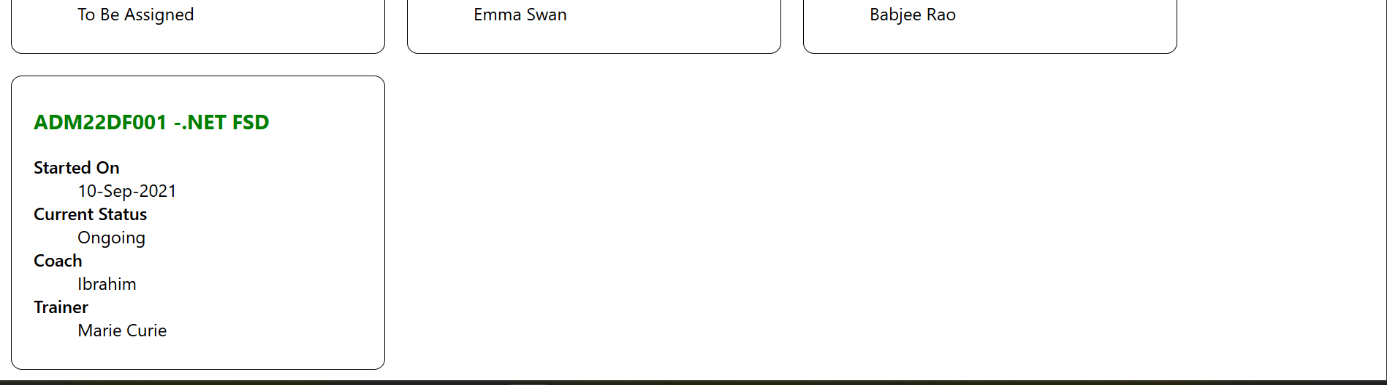 To Be Assigned
Emma Swan
Babjee Rao
ADM22DF001 -.NET FSD
Started On
10-Sep-2021
Current Status
Ongoing
Coach
Ibrahim
Trainer
Marie Curie